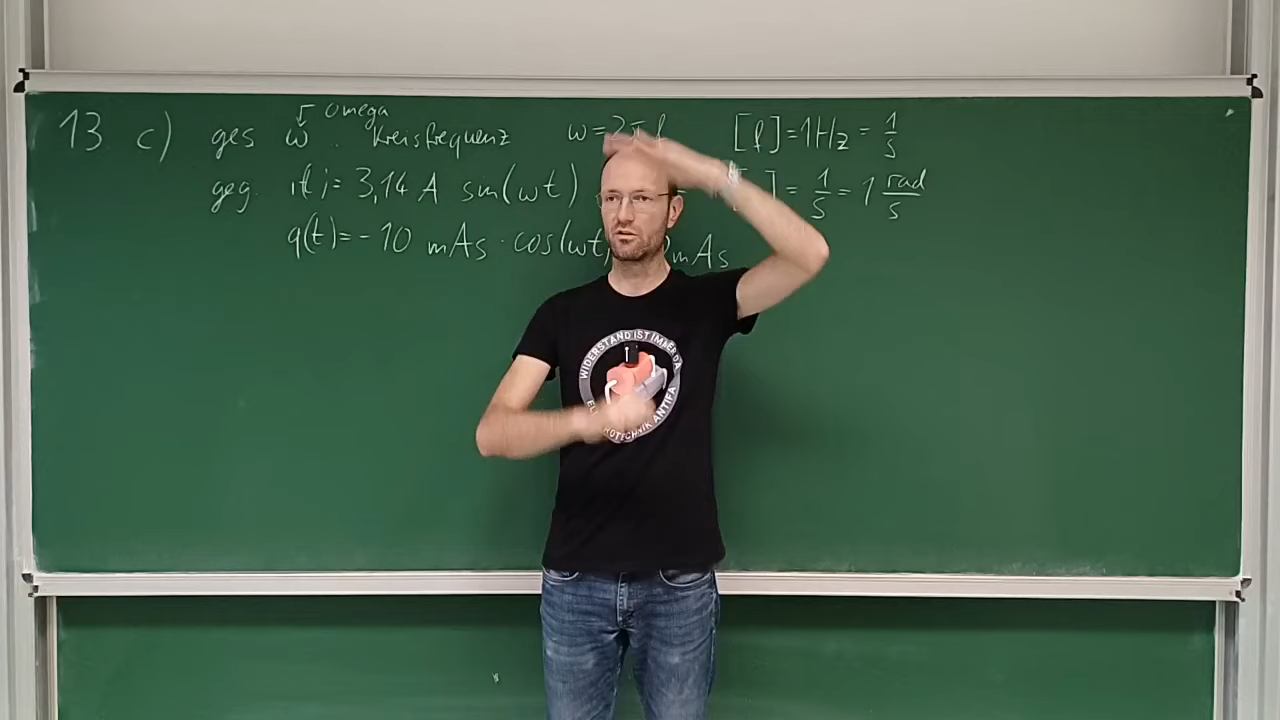 Omega
13 c) ges ω : Kreisfrequenz ω = 2π f [f] = 1 Hz = 1/s
geg. i(t) = 3,14 A sin(ωt) [ ] = 1/s = 1 rad/s
q(t) = - 10 mAs · cos(ωt) mAs
WIDERSTAND IST IMMER DA
ANTIFA